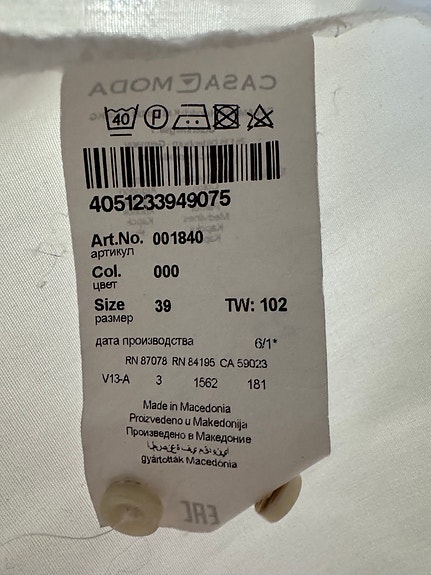 CASA MODA
40 P
4051233949075
Art.No. 001840
артикул
Col. 000
цвет
Size 39 TW: 102
размер
дата производства 6/1*
RN 87078 RN 84195 CA 59023
V13-A 3 1562 181
Made in Macedonia
Proizvedeno u Makedonija
Произведено в Македоние
gyártották Macedónia
EAC